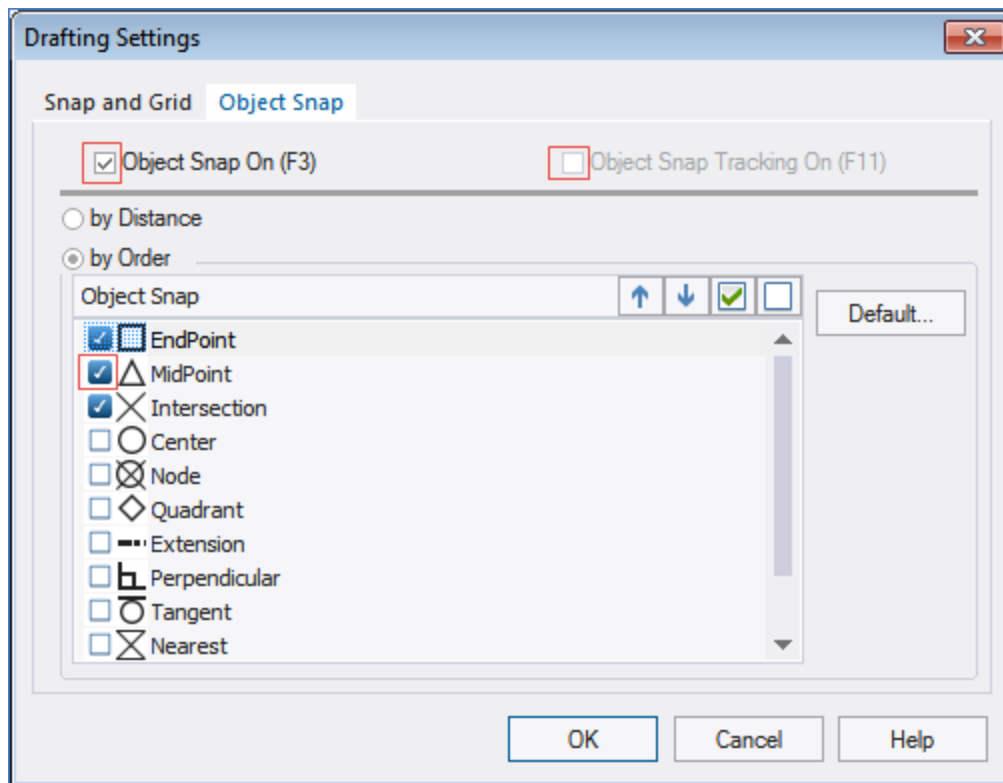 Drafting Settings
Snap and Grid Object Snap
Object Snap On (F3) Object Snap Tracking On (F11)
by Distance
by Order
Object Snap
Default...
EndPoint
MidPoint
Intersection
Center
Node
Quadrant
Extension
Perpendicular
Tangent
Nearest
OK Cancel Help